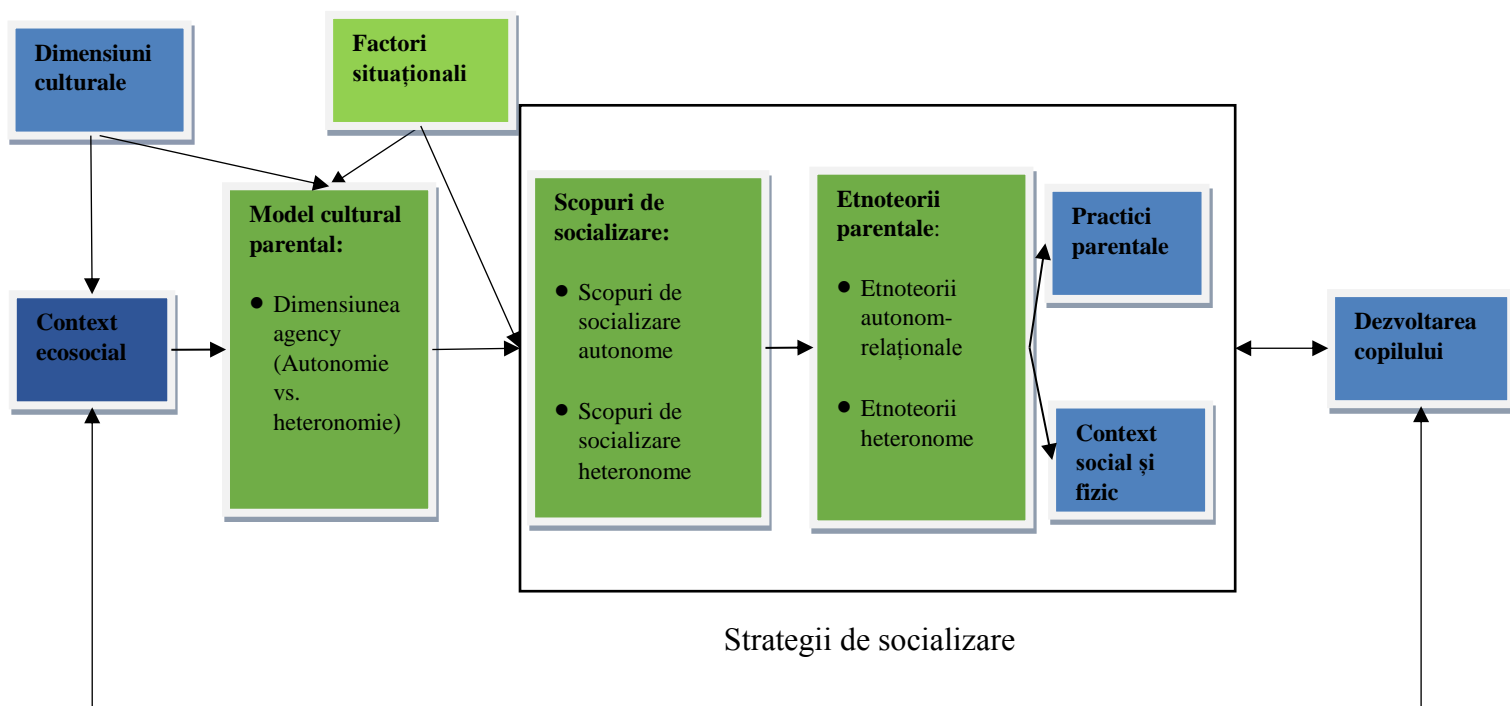 Dimensiuni
culturale
Factori
situaționali
Context
ecosocial
Model cultural
parental:
● Dimensiunea
agency
(Autonomie
vs.
heteronomie)
Scopuri de
socializare:
● Scopuri de
socializare
autonome
● Scopuri de
socializare
heteronome
Etnoteorii
parentale:
● Etnoteorii
autonom-
relaționale
● Etnoteorii
heteronome
Practici
parentale
Context
social și
fizic
Dezvoltarea
copilului
Strategii de socializare